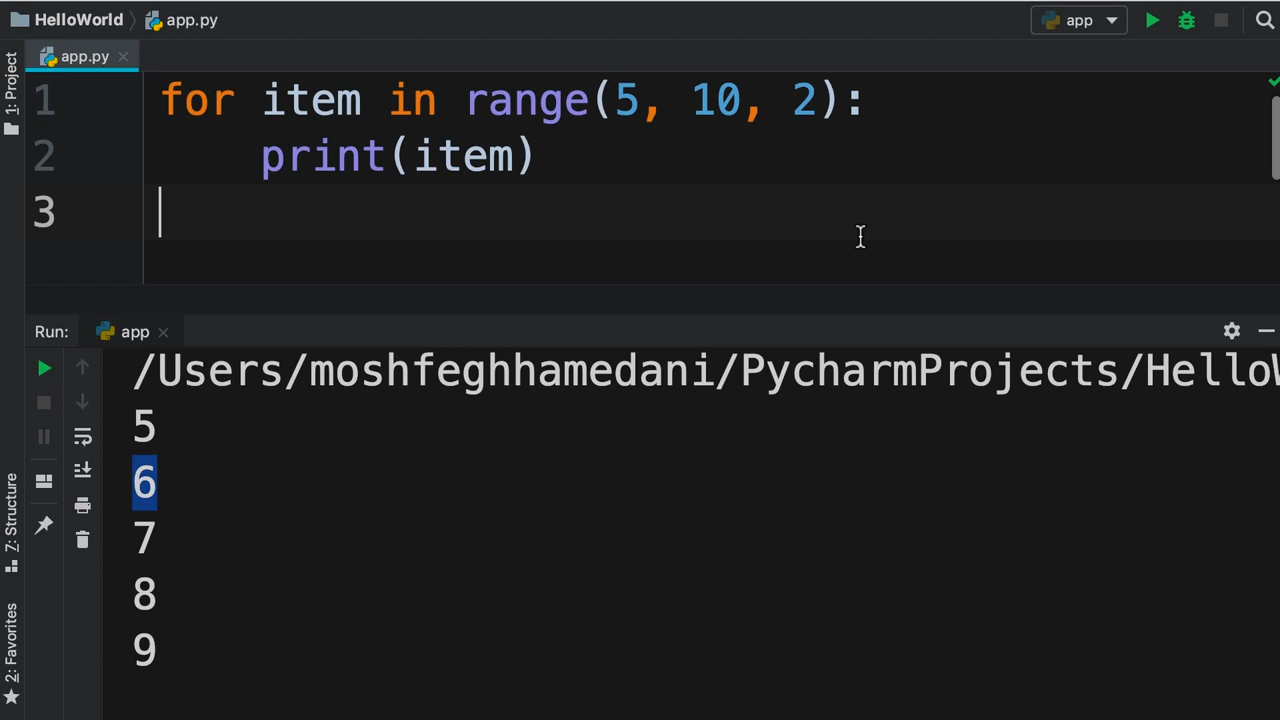 HelloWorld
app.py
app
app.py
1: Project
1 for item in range(5, 10, 2):
2     print(item)
3
Run:
app
/Users/moshfeghhamedani/PycharmProjects/HelloW
5
6
7
8
9
7: Structure
2: Favorites